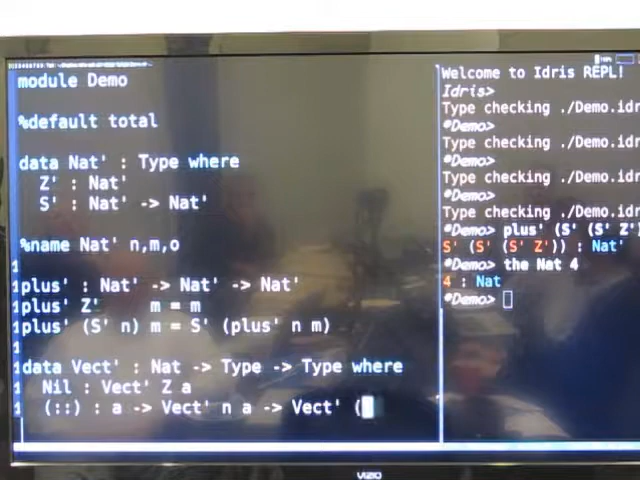 module Demo
%default total
data Nat' : Type where
Z' : Nat'
S' : Nat' -> Nat'
%name Nat' n,m,o
plus' : Nat' -> Nat' -> Nat'
plus' Z' m = m
plus' (S' n) m = S' (plus' n m)
data Vect' : Nat -> Type -> Type where
Nil : Vect' Z a
(::) : a -> Vect' n a -> Vect' (
Welcome to Idris REPL!
Idris>
Type checking ./Demo.idr
*Demo>
Type checking ./Demo.idr
*Demo>
Type checking ./Demo.idr
*Demo>
Type checking ./Demo.idr
*Demo> plus' (S' (S' Z')
S' (S' (S' Z')) : Nat'
*Demo> the Nat 4
4 : Nat
*Demo>
VIZIO